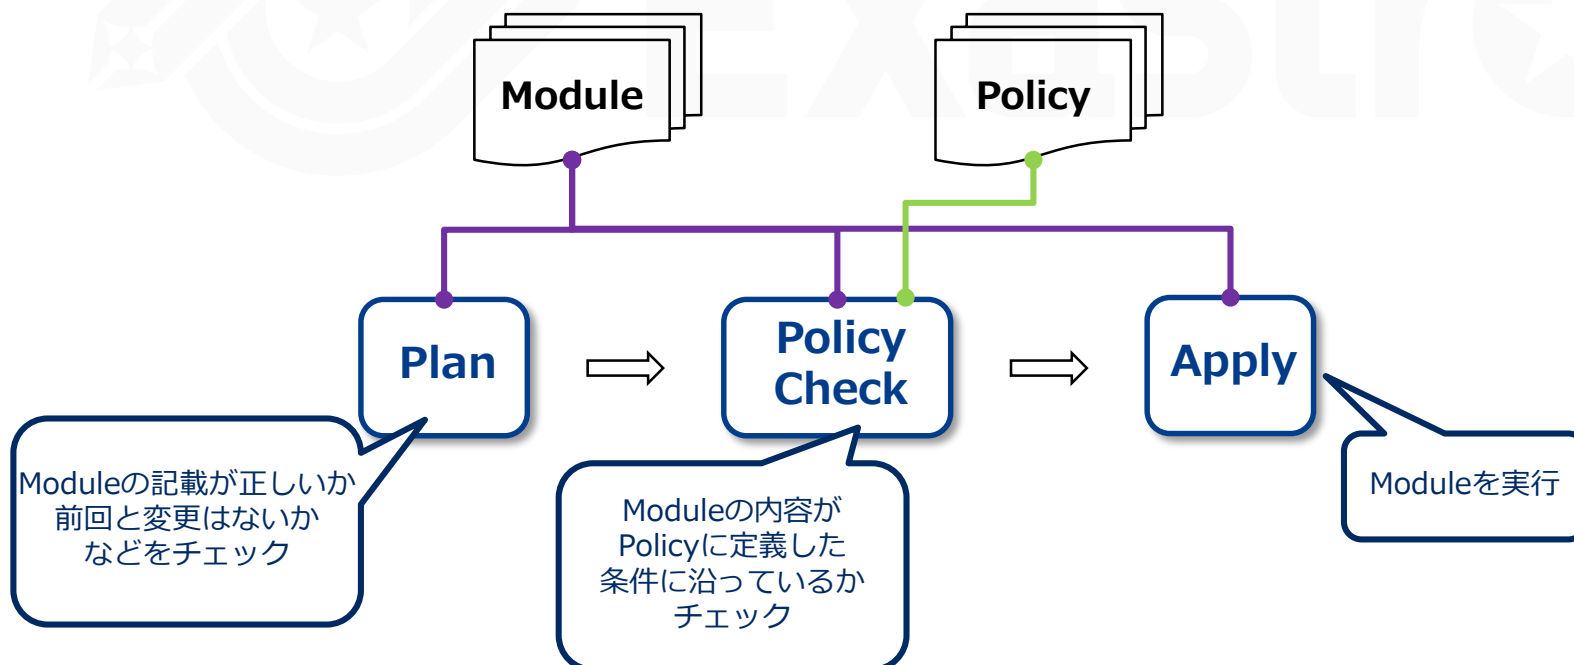 Exastro
Module
Policy
Plan
Policy
Check
Apply
Moduleの記載が正しいか
前回と変更はないか
などをチェック
Moduleの内容が
Policyに定義した
条件に沿っているか
チェック
Moduleを実行